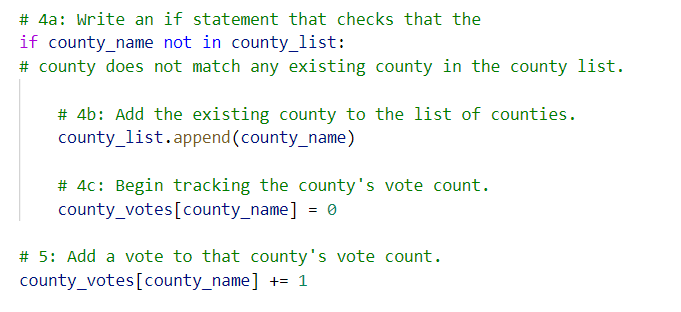 # 4a: Write an if statement that checks that the
if county_name not in county_list:
# county does not match any existing county in the county list.
# 4b: Add the existing county to the list of counties.
county_list.append(county_name)
# 4c: Begin tracking the county's vote count.
county_votes[county_name] = 0
# 5: Add a vote to that county's vote count.
county_votes[county_name] += 1